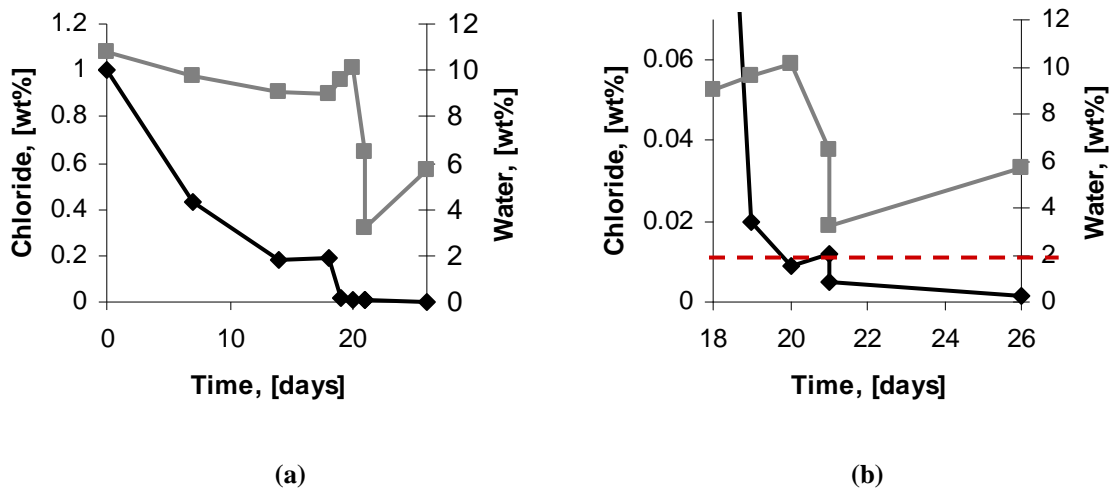 Chloride, [wt%]
1.2
1
0.8
0.6
0.4
0.2
0
12
10
8
6
4
2
0
Water, [wt%]
0 10 20
Time, [days]
(a)
Chloride, [wt%]
0.06
0.04
0.02
0
12
10
8
6
4
2
0
Water, [wt%]
18 20 22 24 26
Time, [days]
(b)